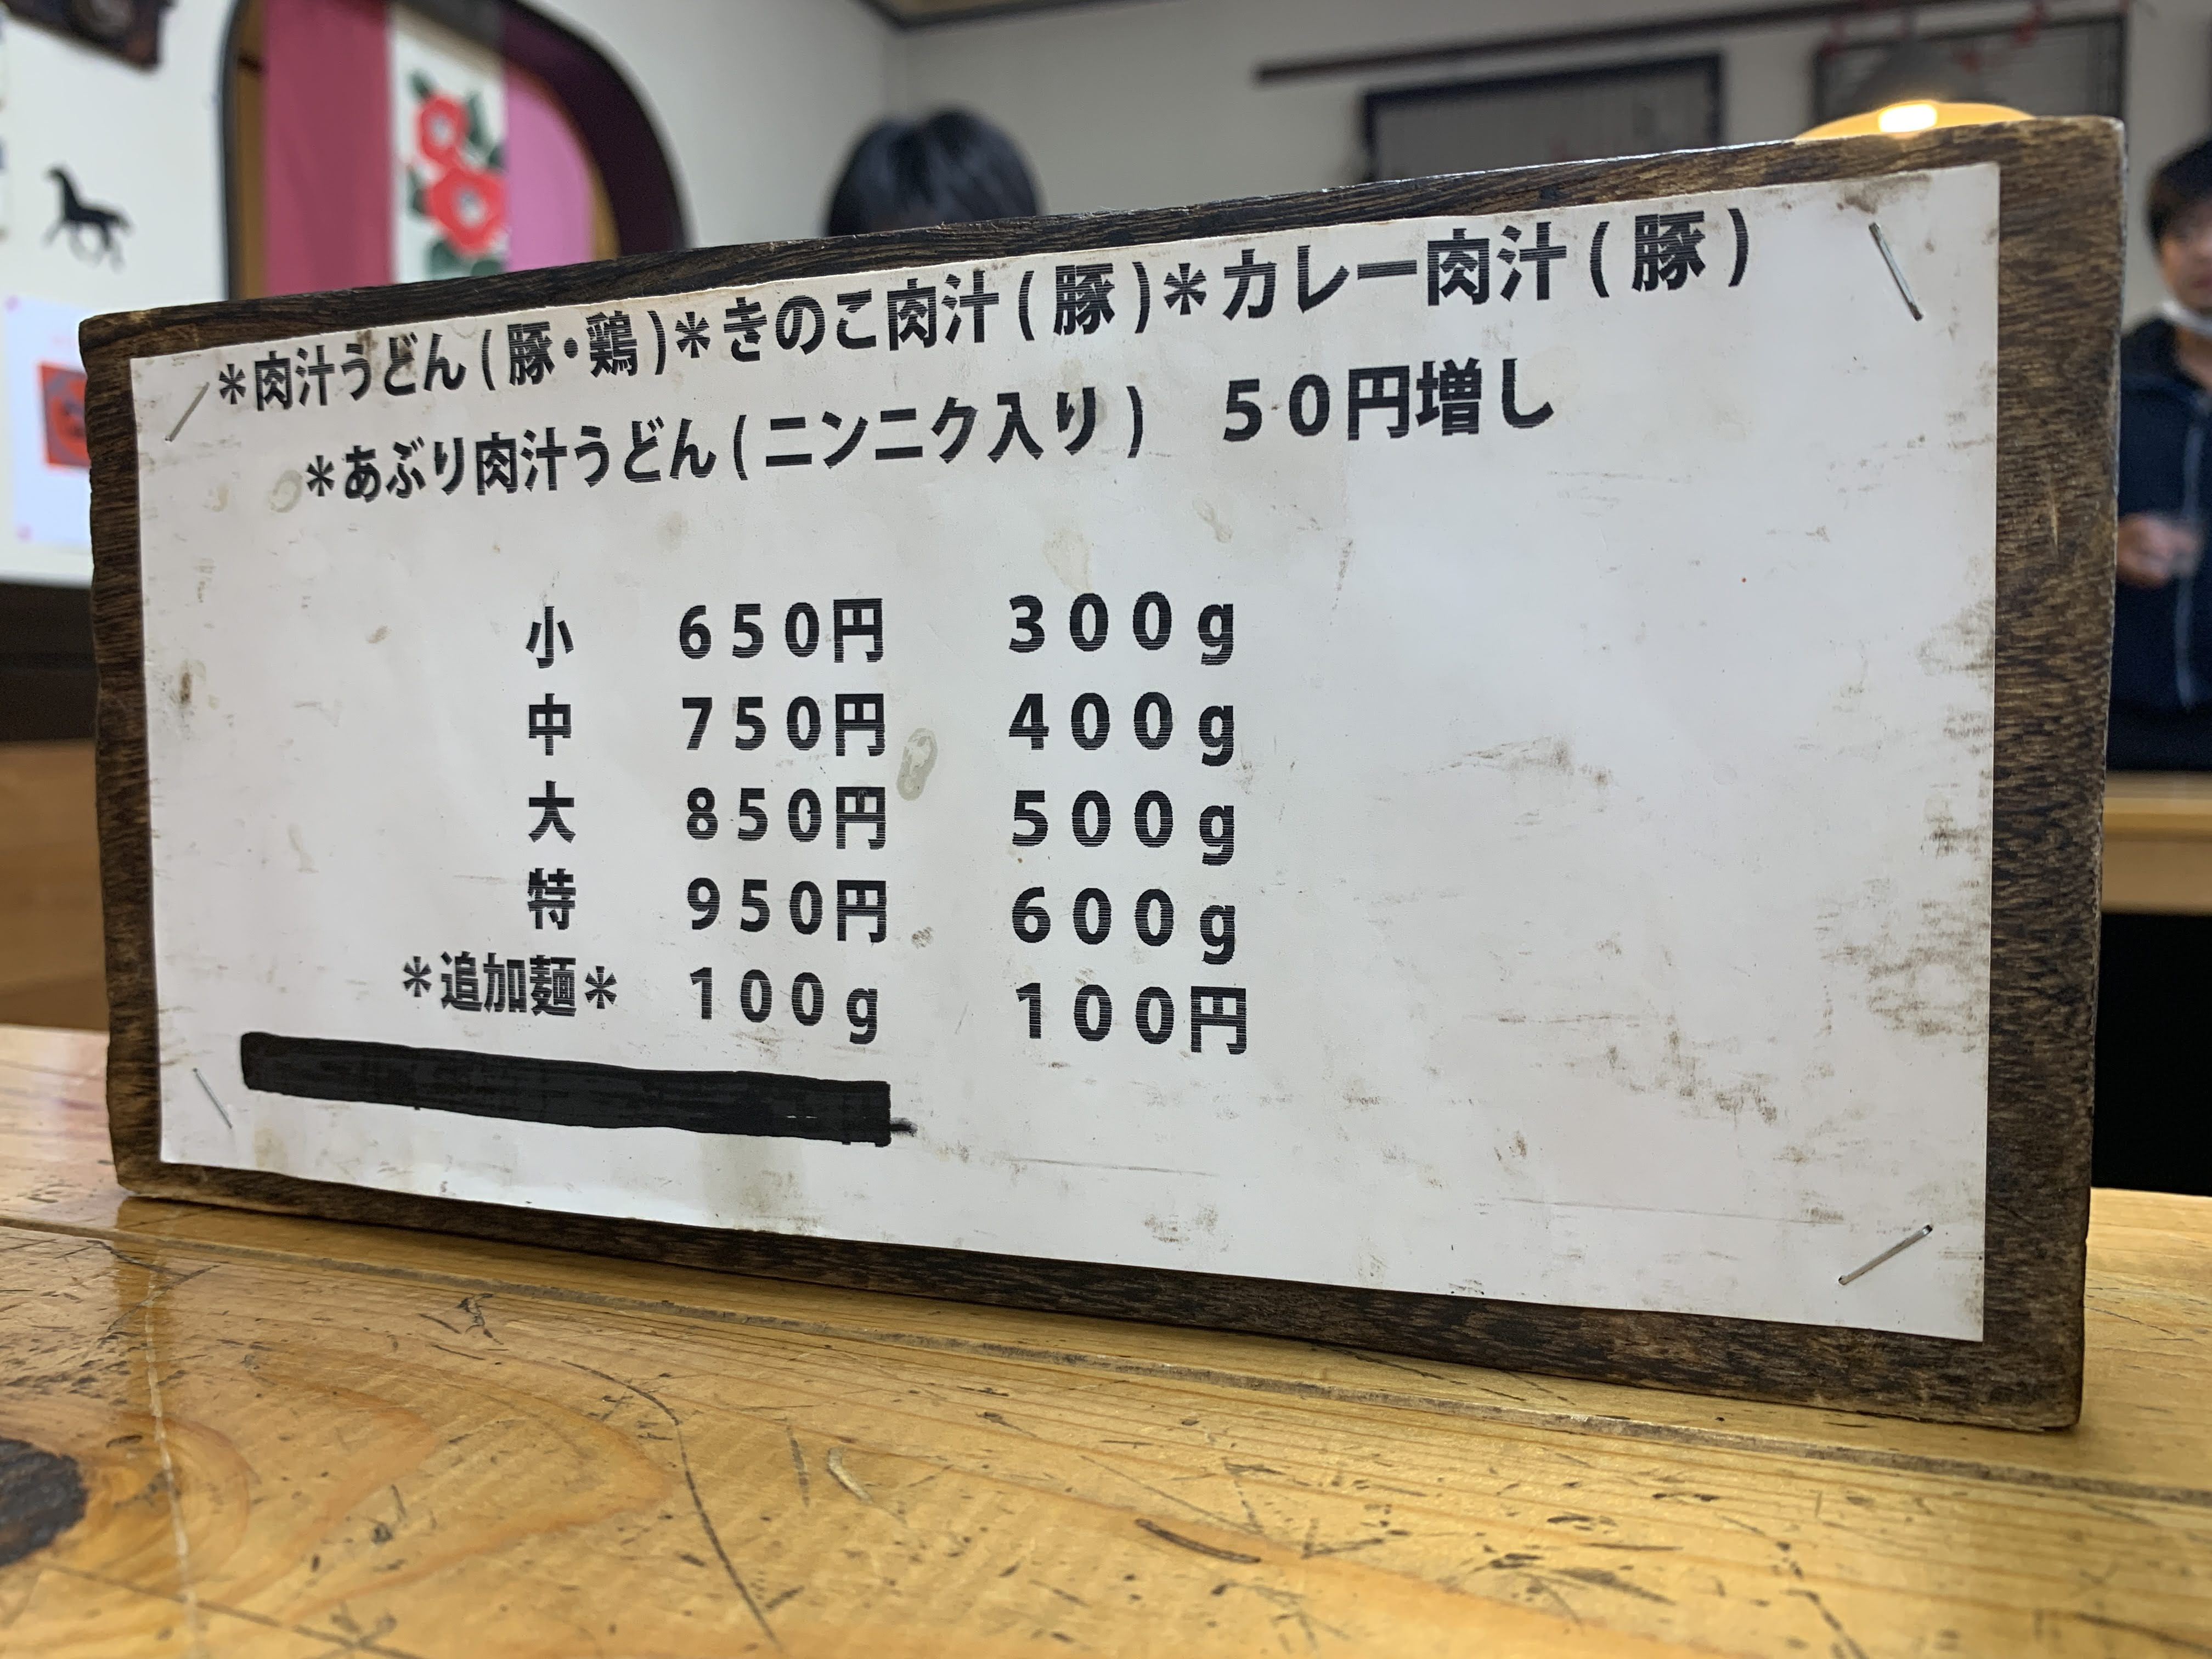 ＊肉汁うどん(豚・鶏)＊きのこ肉汁(豚)＊カレー肉汁(豚)
＊あぶり肉汁うどん(ニンニク入り) ５０円増し
小 ６５０円 ３００ｇ
中 ７５０円 ４００ｇ
大 ８５０円 ５００ｇ
特 ９５０円 ６００ｇ
＊追加麺＊ １００ｇ １００円